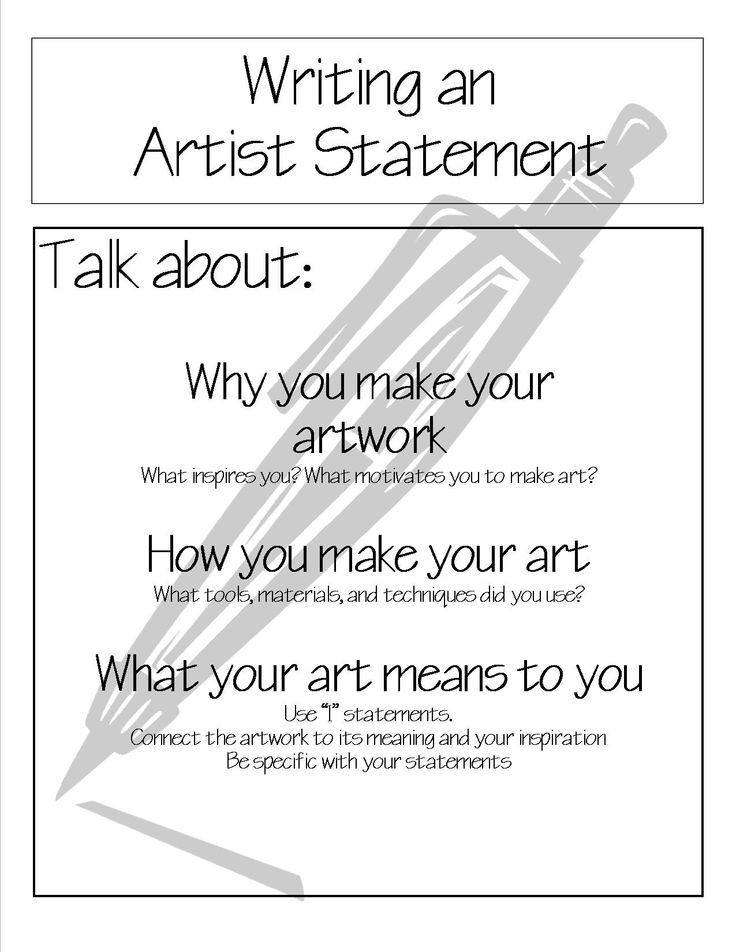 Writing an
Artist Statement
Talk about:
Why you make your
artwork
What inspires you? What motivates you to make art?
How you make your art
What tools, materials, and techniques did you use?
What your art means to you
Use “I” statements.
Connect the artwork to its meaning and your inspiration
Be specific with your statements